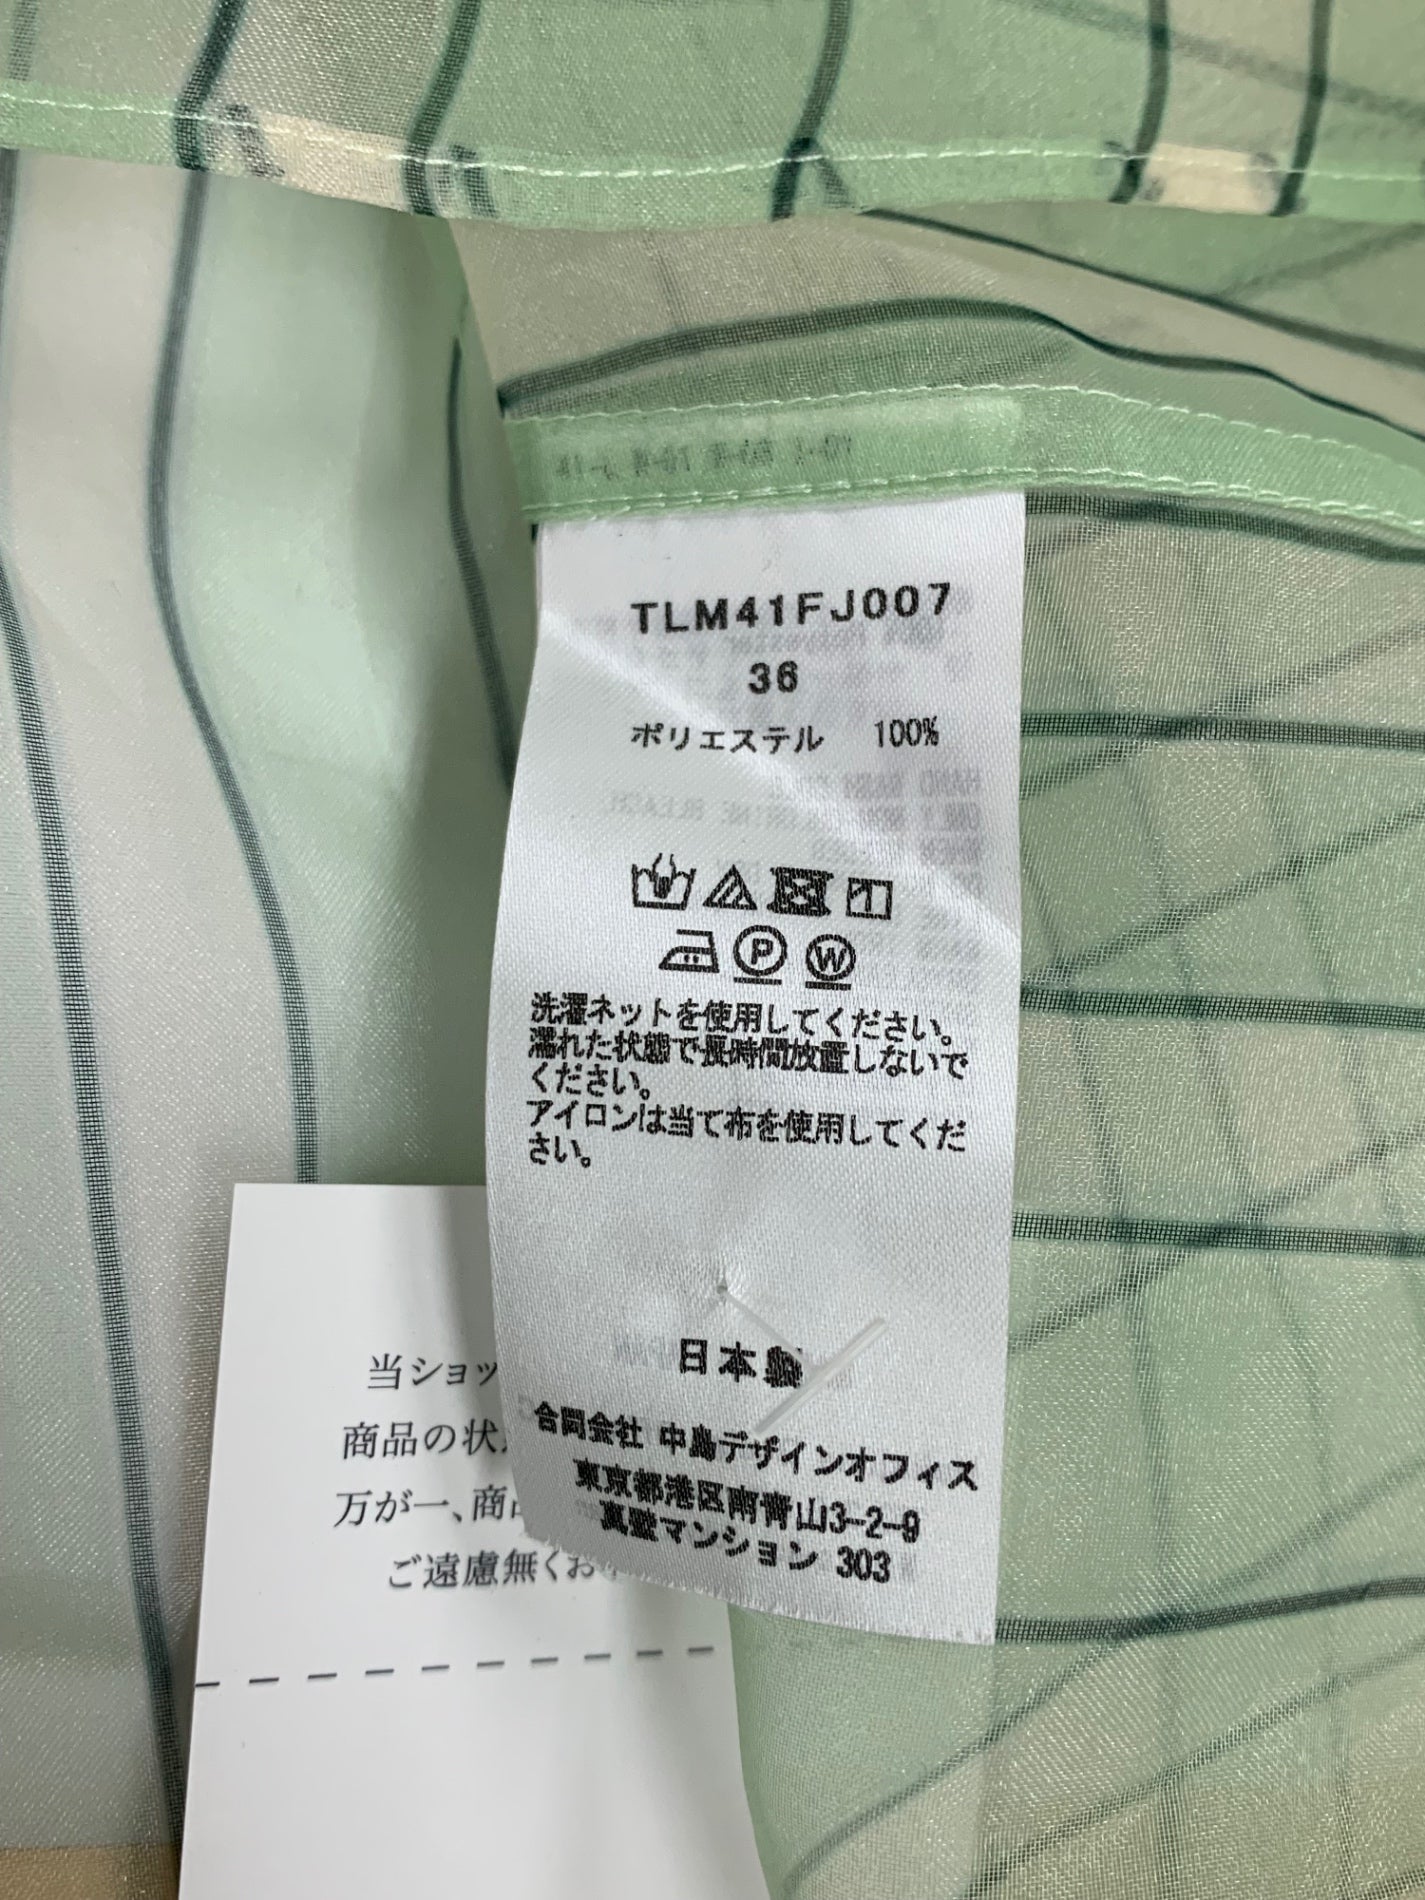 TLM41FJ007
36
ポリエステル 100%
P W
洗濯ネットを使用してください。
濡れた状態で長時間放置しないで
ください。
アイロンは当て布を使用してくだ
さい。
日本製
合同会社 中島デザインオフィス
東京都港区南青山3-2-9
真壁マンション 303
当ショッ
商品の状
万が一、商
ご遠慮無くお